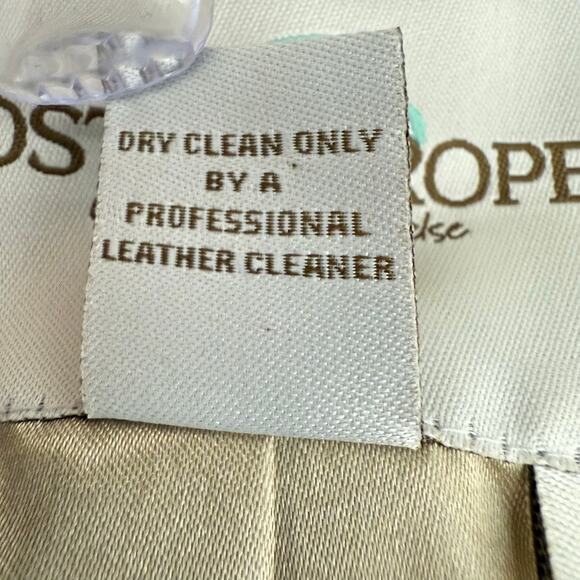 DRY CLEAN ONLY
BY A
PROFESSIONAL
LEATHER CLEANER